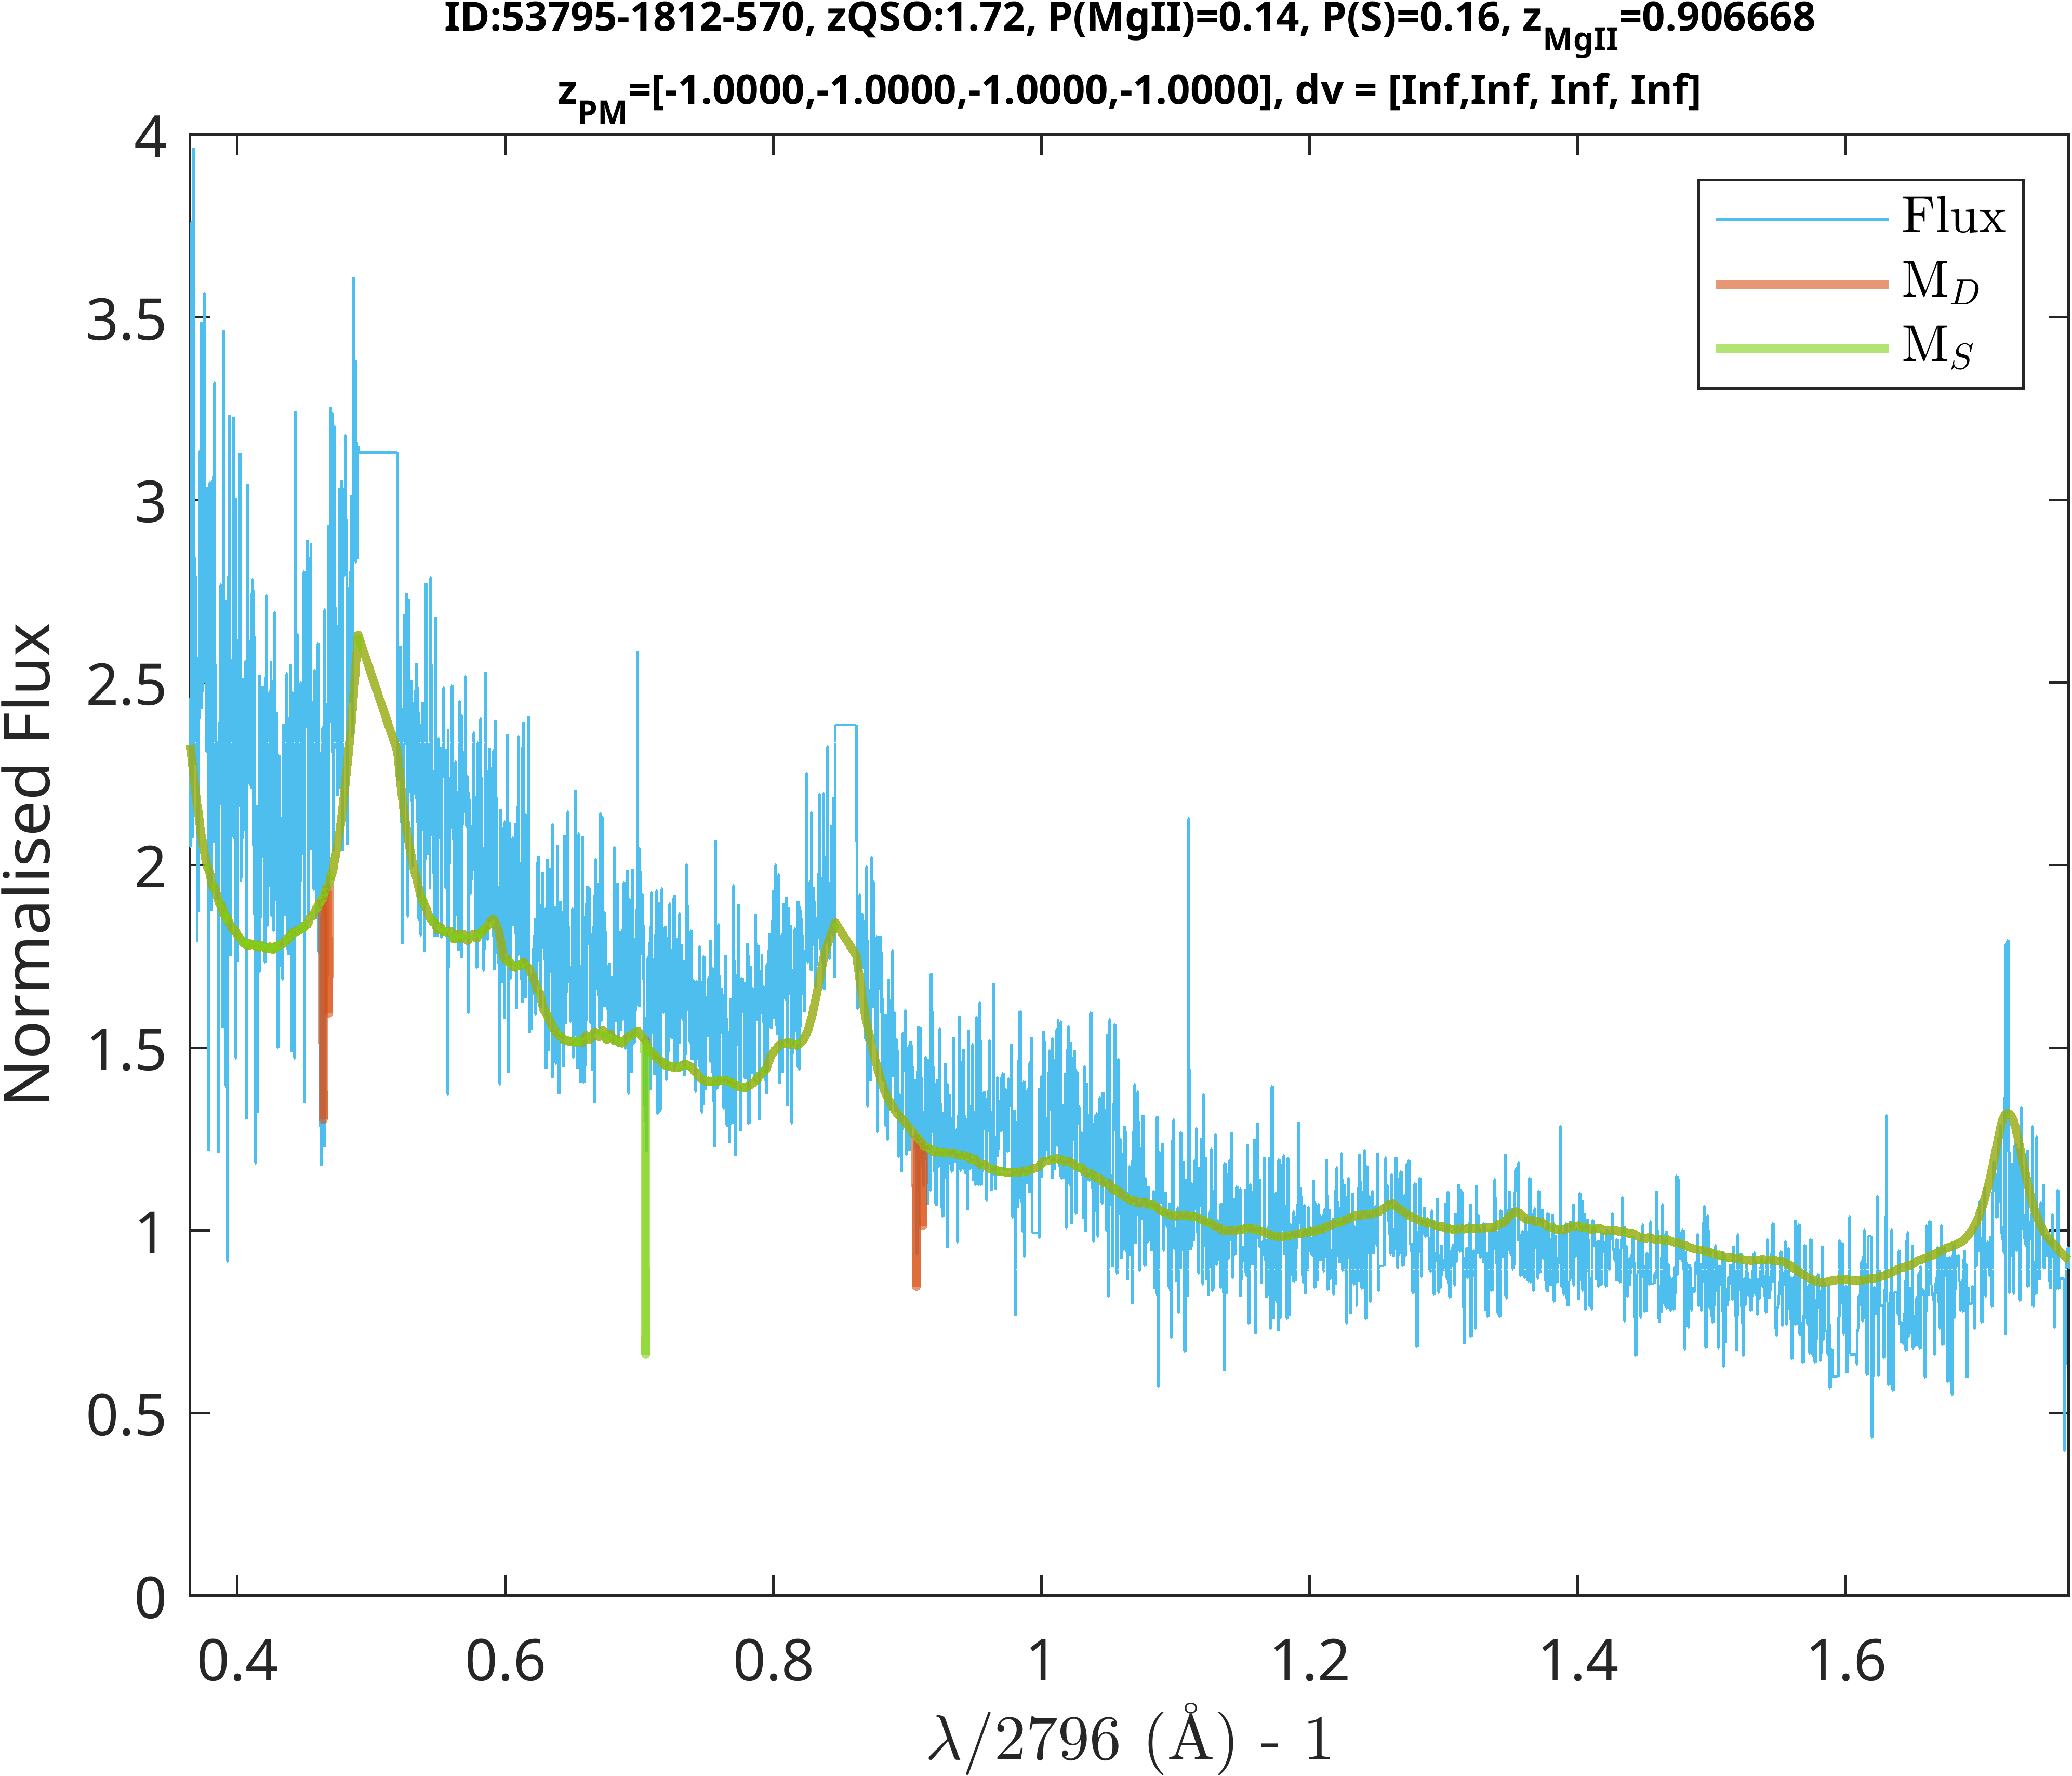 ID:53795-1812-570, zQSO:1.72, P(MgII)=0.14, P(S)=0.16, zMgII=0.906668
zPM=[-1.0000,-1.0000,-1.0000,-1.0000], dv = [Inf,Inf, Inf, Inf]
4
3.5
3
2.5
2
1.5
1
0.5
0
Normalised Flux
Flux
MD
MS
0.4 0.6 0.8 1 1.2 1.4 1.6
λ/2796 (Å) - 1